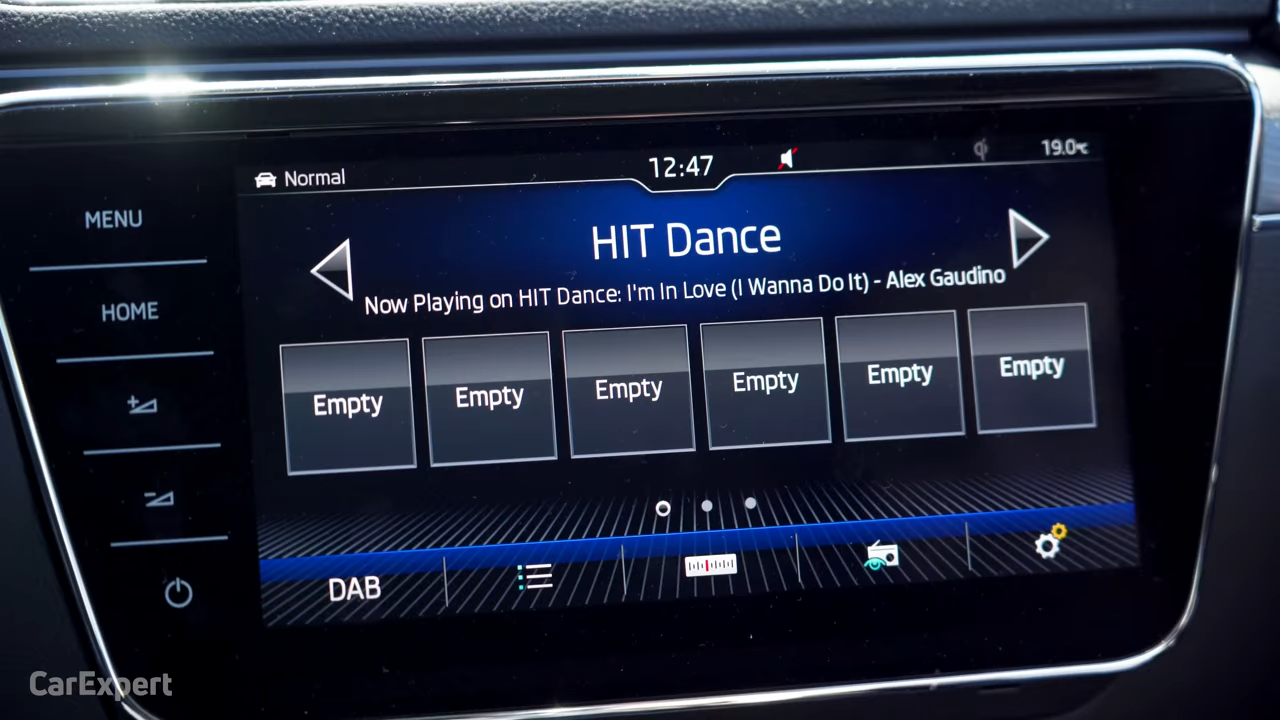 Normal
12:47
19.0°C
MENU
HOME
HIT Dance
Now Playing on HIT Dance: I'm In Love (I Wanna Do It) - Alex Gaudino
Empty Empty Empty Empty Empty Empty
DAB
CarExpert